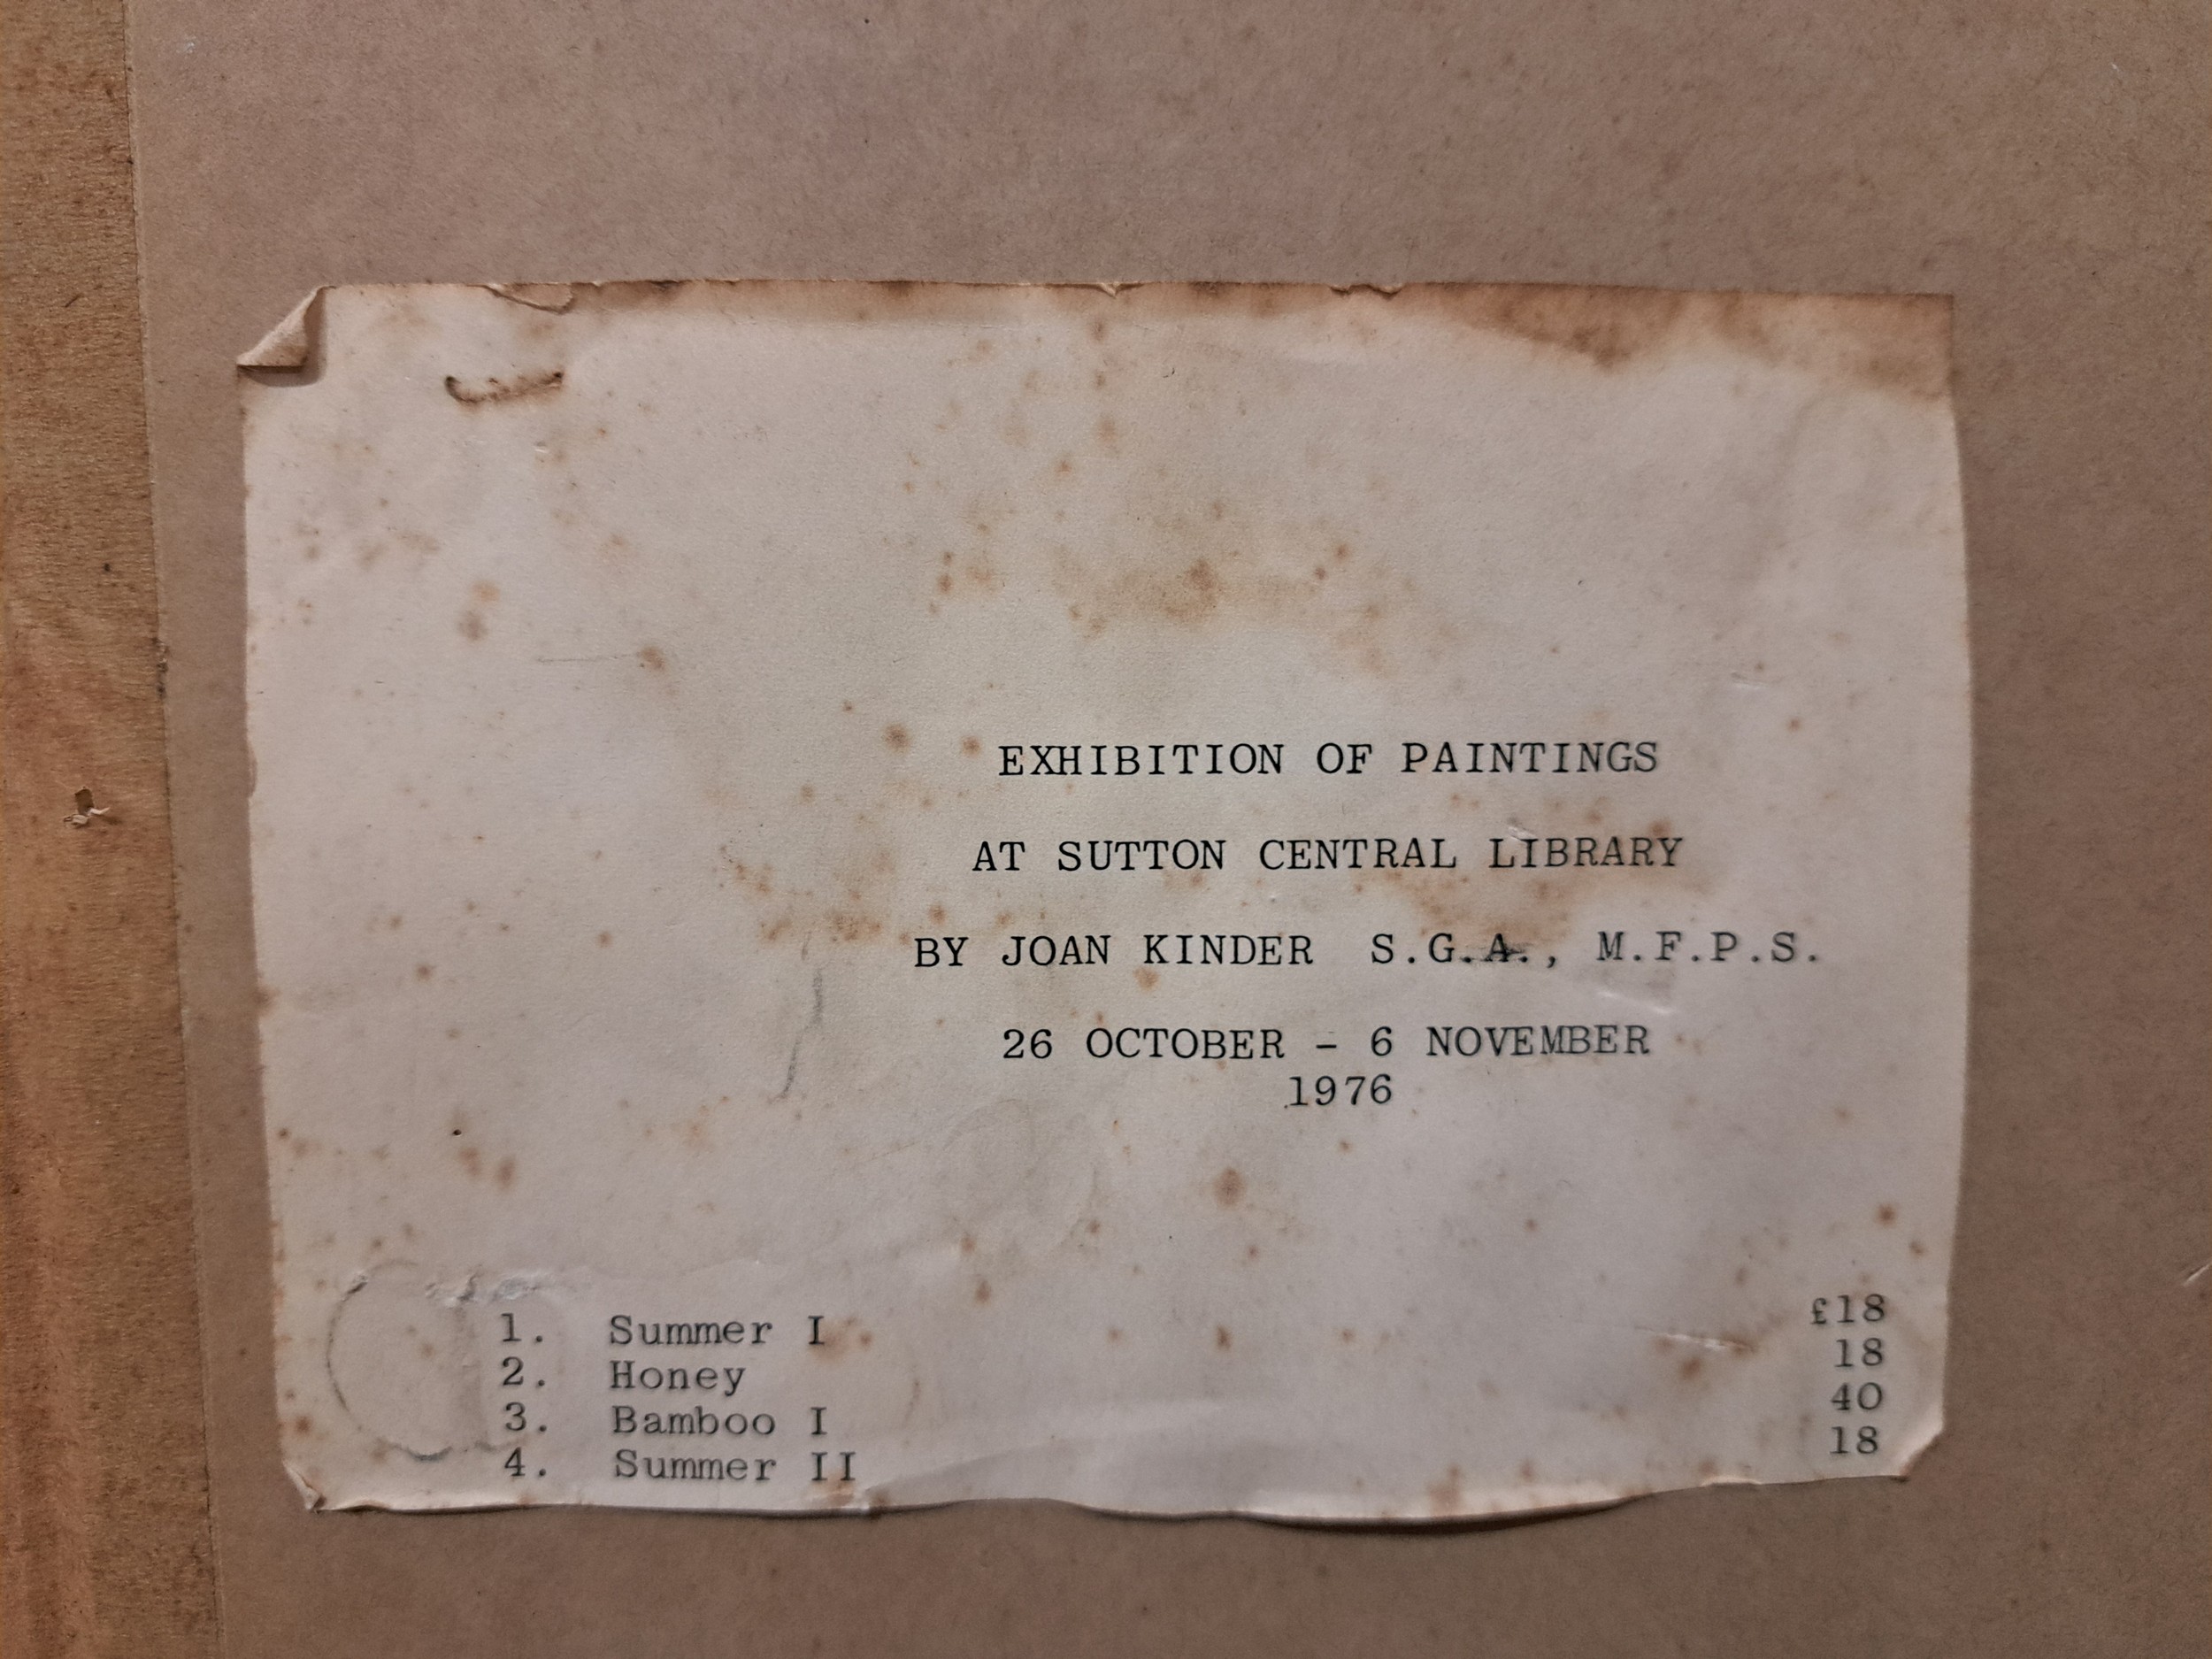 EXHIBITION OF PAINTINGS
AT SUTTON CENTRAL LIBRARY
BY JOAN KINDER S.G.A., M.F.P.S.
26 OCTOBER - 6 NOVEMBER
1976
1. Summer I £18
2. Honey 18
3. Bamboo I 40
4. Summer II 18